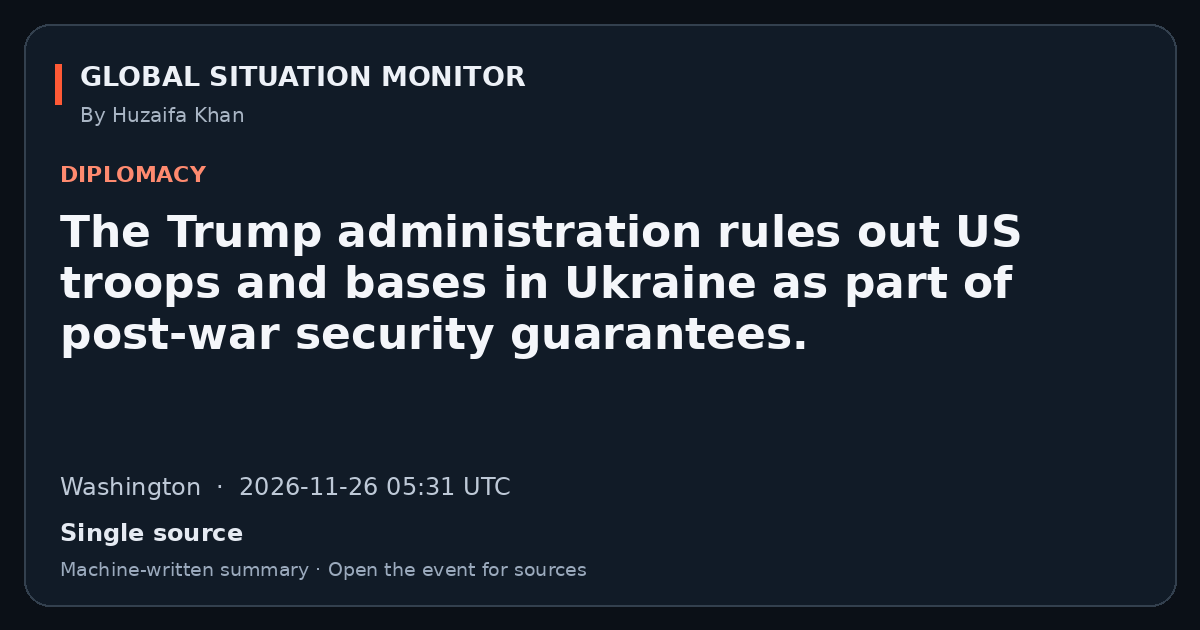 GLOBAL SITUATION MONITOR
By Huzaifa Khan
DIPLOMACY
The Trump administration rules out US
troops and bases in Ukraine as part of
post-war security guarantees.
Washington · 2026-11-26 05:31 UTC
Single source
Machine-written summary · Open the event for sources